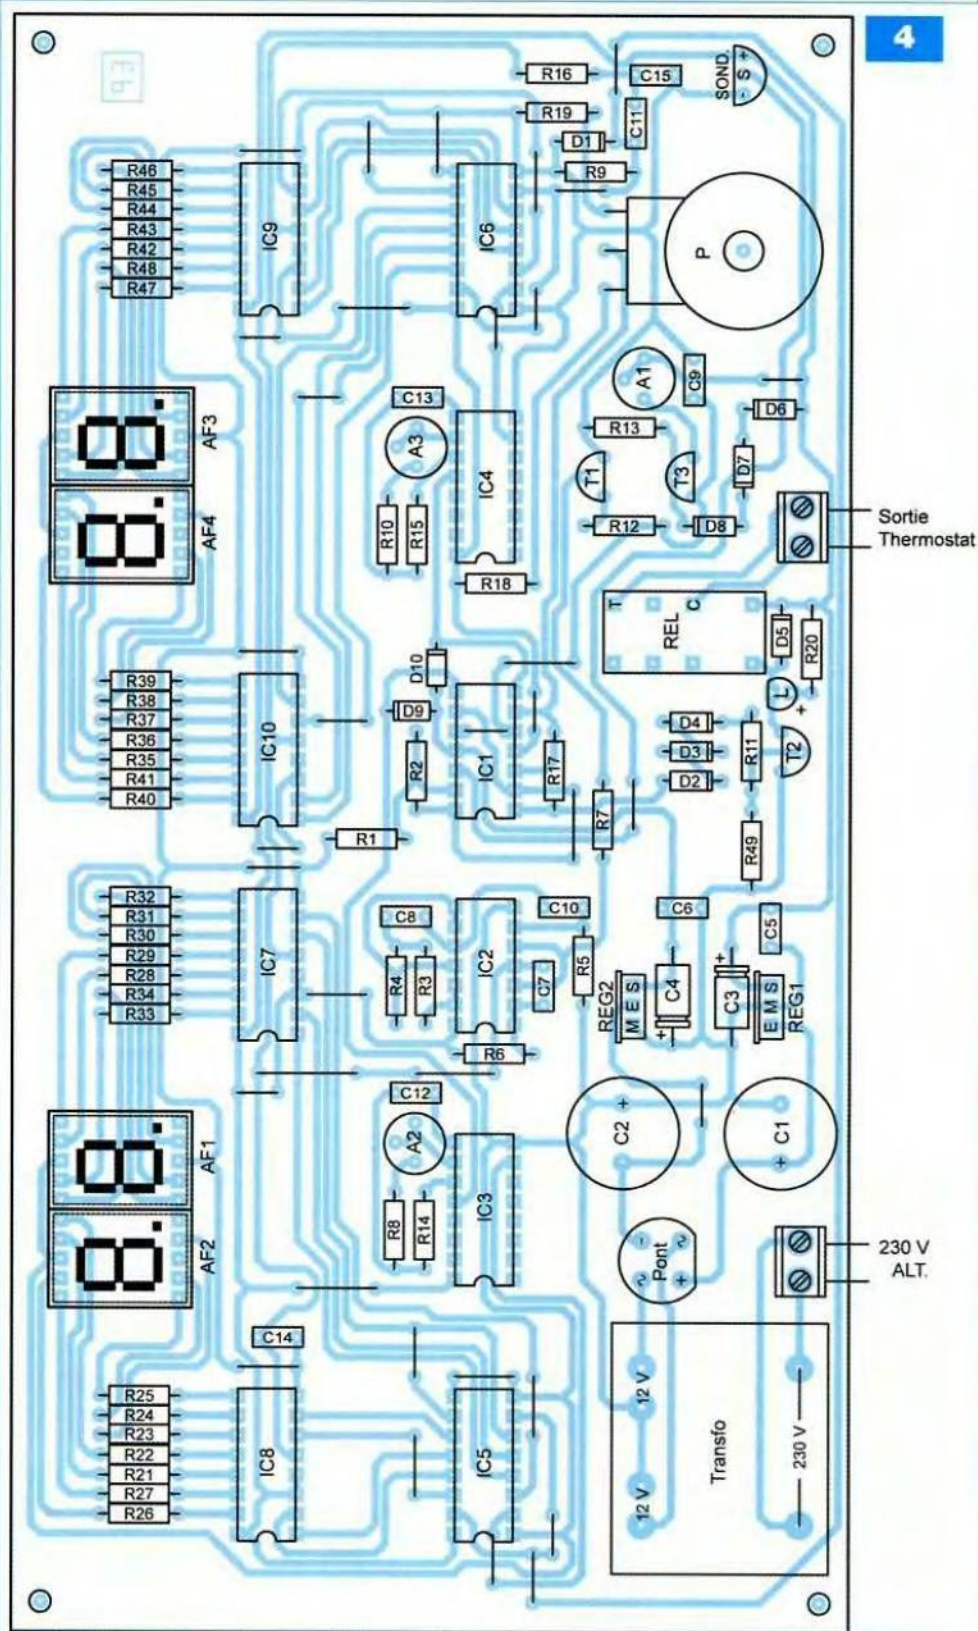 4
93
R16
C15
SOND.
- S +
R19
C11
D1
R9
R46
R45
R44
R43
R42
R48
R47
IC9
IC6
P
A1
C9
C13
D6
R13
A3
AF3
IC4
T1
T3
D7
AF4
R10
R15
R12
D8
Sortie
Thermostat
R18
T
C
REL
D5
R20
D10
R39
R38
R37
R36
R35
R41
R40
D9
L
+
IC10
R2
IC1
R17
D4
D3
D2
R11
T2
R1
R7
R49
R32
R31
R30
R29
R28
R34
R33
C8
C10
C6
C5
IC7
R4
R3
IC2
C7
R5
REG2
M E S
C4
+
C3
+
E M S
REG1
R6
C12
AF1
A2
C2
+
C1
+
AF2
R8
R14
IC3
Pont
- ~
~ +
230 V
ALT.
C14
R25
R24
R23
R22
R21
R27
R26
IC8
IC5
12 V
12 V
Transfo
230 V